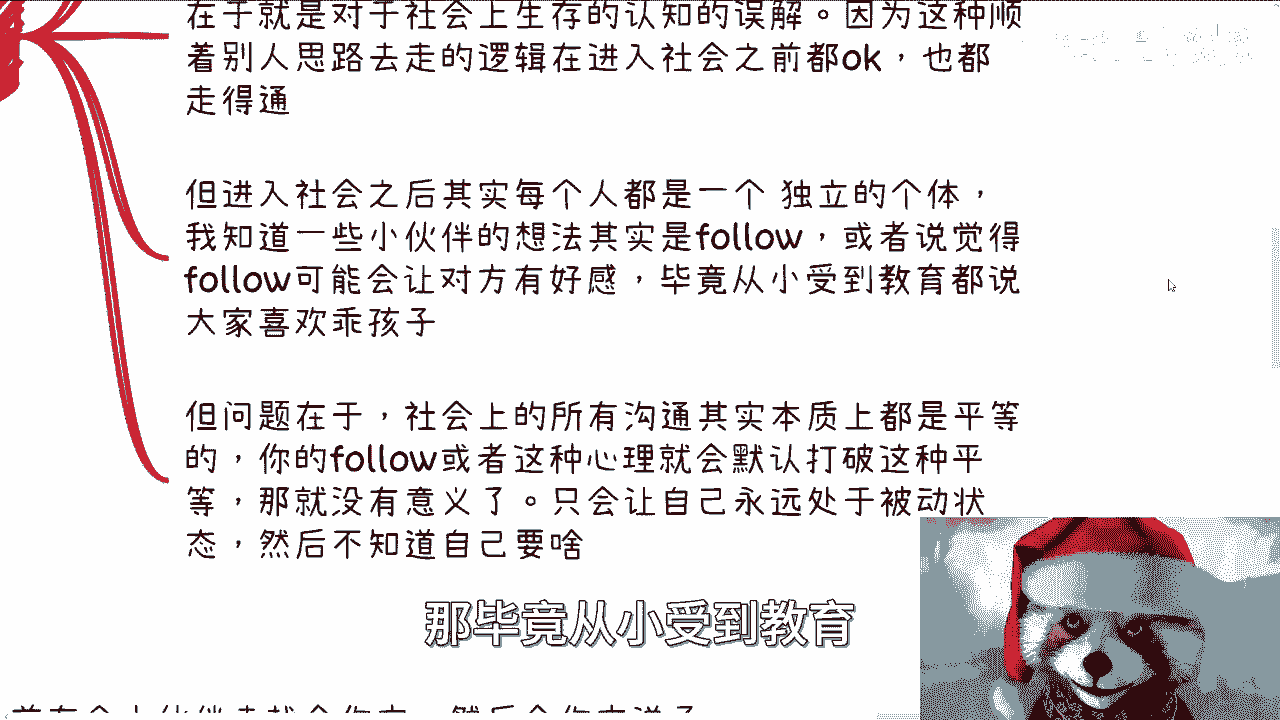 在于就是对于社会上生存的认知的误解。因为这种顺
着别人思路去走的逻辑在进入社会之前都ok，也都
走得通
但进入社会之后其实每个人都是一个 独立的个体，
我知道一些小伙伴的想法其实是follow，或者说觉得
follow可能会让对方有好感，毕竟从小受到教育都说
大家喜欢乖孩子
但问题在于，社会上的所有沟通其实本质上都是平等
的，你的follow或者这种心理就会默认打破这种平
等，那就没有意义了。只会让自己永远处于被动状
态，然后不知道自己要啥
那毕竟从小受到教育